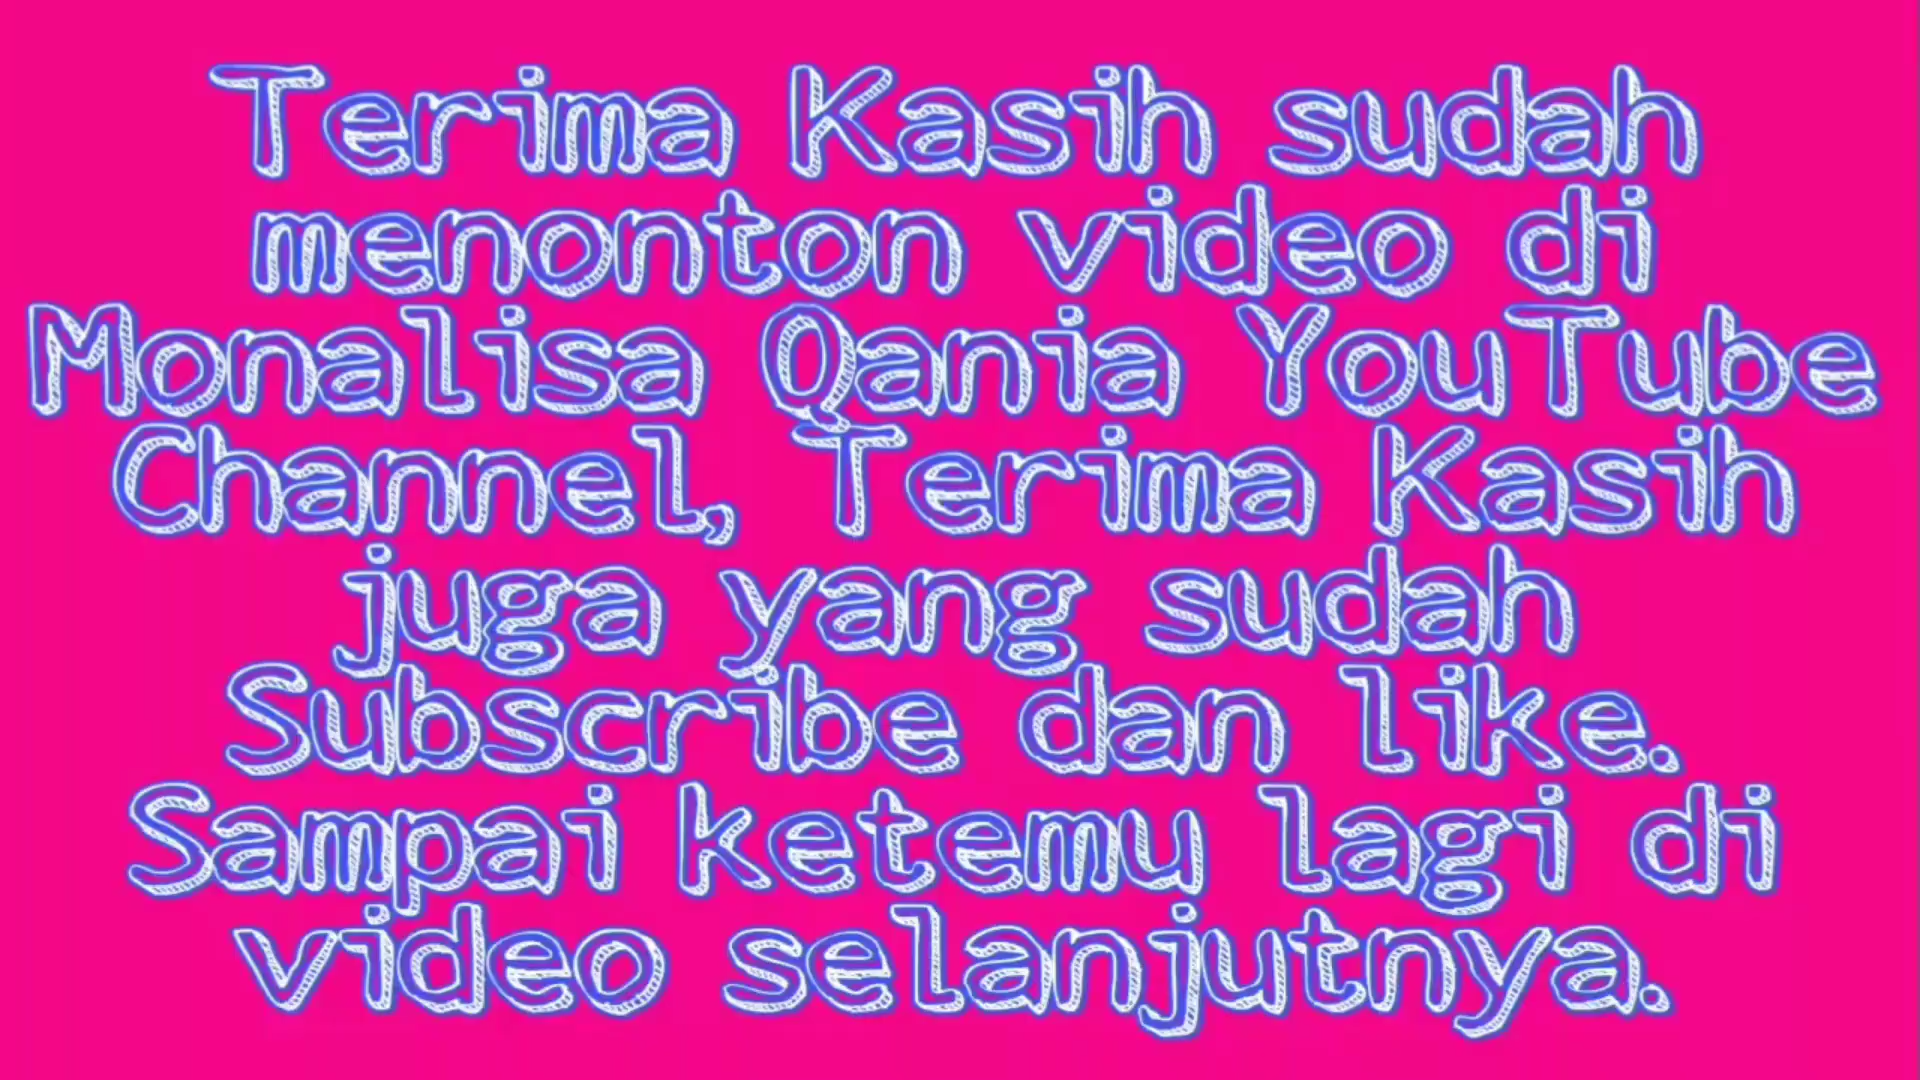 Terima Kasih sudah
menonton video di
Monalisa Qania YouTube
Channel, Terima Kasih
juga yang sudah
Subscribe dan like.
Sampai ketemu lagi di
video selanjutnya.